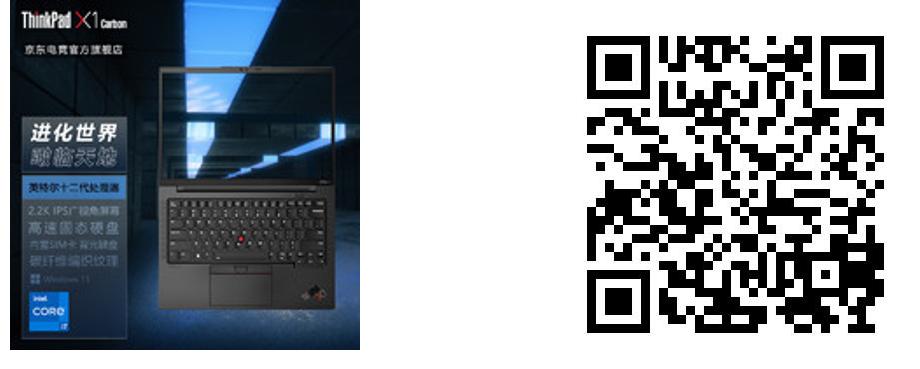 ThinkPad X1 Carbon
京东电竞官方旗舰店
进化世界
瞰临天地
英特尔十二代处理器
2.2K IPS广视角屏幕
高速固态硬盘
内置SIM卡 背光键盘
碳纤维编织纹理
Windows 11
intel
CORE
i7